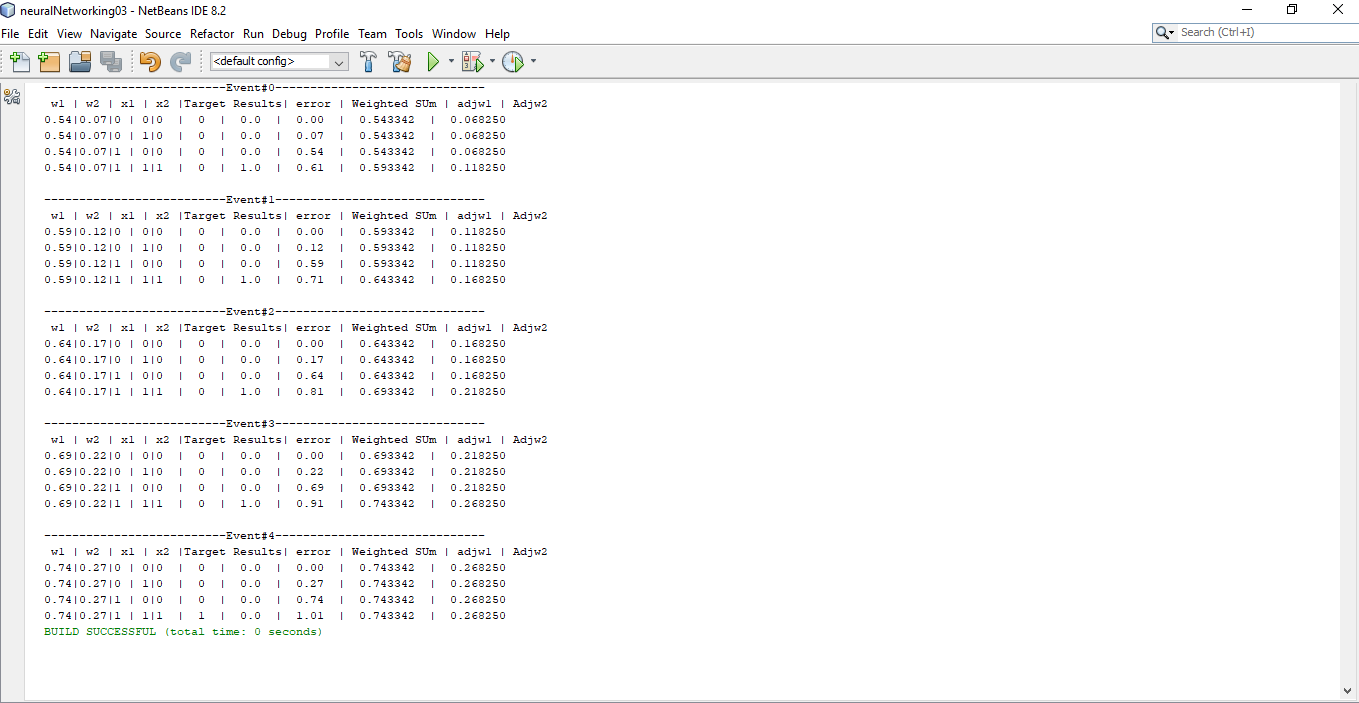 neuralNetworking03 - NetBeans IDE 8.2
File Edit View Navigate Source Refactor Run Debug Profile Team Tools Window Help
Search (Ctrl+I)
<default config>
--------------------------Event#0------------------------------
w1 | w2 | x1 | x2 |Target Results| error | Weighted SUm | adjw1 | Adjw2
0.54|0.07|0 | 0|0 | 0 | 0.0 | 0.00 | 0.543342 | 0.068250
0.54|0.07|0 | 1|0 | 0 | 0.0 | 0.07 | 0.543342 | 0.068250
0.54|0.07|1 | 0|0 | 0 | 0.0 | 0.54 | 0.543342 | 0.068250
0.54|0.07|1 | 1|1 | 0 | 1.0 | 0.61 | 0.593342 | 0.118250
--------------------------Event#1------------------------------
w1 | w2 | x1 | x2 |Target Results| error | Weighted SUm | adjw1 | Adjw2
0.59|0.12|0 | 0|0 | 0 | 0.0 | 0.00 | 0.593342 | 0.118250
0.59|0.12|0 | 1|0 | 0 | 0.0 | 0.12 | 0.593342 | 0.118250
0.59|0.12|1 | 0|0 | 0 | 0.0 | 0.59 | 0.593342 | 0.118250
0.59|0.12|1 | 1|1 | 0 | 1.0 | 0.71 | 0.643342 | 0.168250
--------------------------Event#2------------------------------
w1 | w2 | x1 | x2 |Target Results| error | Weighted SUm | adjw1 | Adjw2
0.64|0.17|0 | 0|0 | 0 | 0.0 | 0.00 | 0.643342 | 0.168250
0.64|0.17|0 | 1|0 | 0 | 0.0 | 0.17 | 0.643342 | 0.168250
0.64|0.17|1 | 0|0 | 0 | 0.0 | 0.64 | 0.643342 | 0.168250
0.64|0.17|1 | 1|1 | 0 | 1.0 | 0.81 | 0.693342 | 0.218250
--------------------------Event#3------------------------------
w1 | w2 | x1 | x2 |Target Results| error | Weighted SUm | adjw1 | Adjw2
0.69|0.22|0 | 0|0 | 0 | 0.0 | 0.00 | 0.693342 | 0.218250
0.69|0.22|0 | 1|0 | 0 | 0.0 | 0.22 | 0.693342 | 0.218250
0.69|0.22|1 | 0|0 | 0 | 0.0 | 0.69 | 0.693342 | 0.218250
0.69|0.22|1 | 1|1 | 0 | 1.0 | 0.91 | 0.743342 | 0.268250
--------------------------Event#4------------------------------
w1 | w2 | x1 | x2 |Target Results| error | Weighted SUm | adjw1 | Adjw2
0.74|0.27|0 | 0|0 | 0 | 0.0 | 0.00 | 0.743342 | 0.268250
0.74|0.27|0 | 1|0 | 0 | 0.0 | 0.27 | 0.743342 | 0.268250
0.74|0.27|1 | 0|0 | 0 | 0.0 | 0.74 | 0.743342 | 0.268250
0.74|0.27|1 | 1|1 | 1 | 0.0 | 1.01 | 0.743342 | 0.268250
BUILD SUCCESSFUL (total time: 0 seconds)